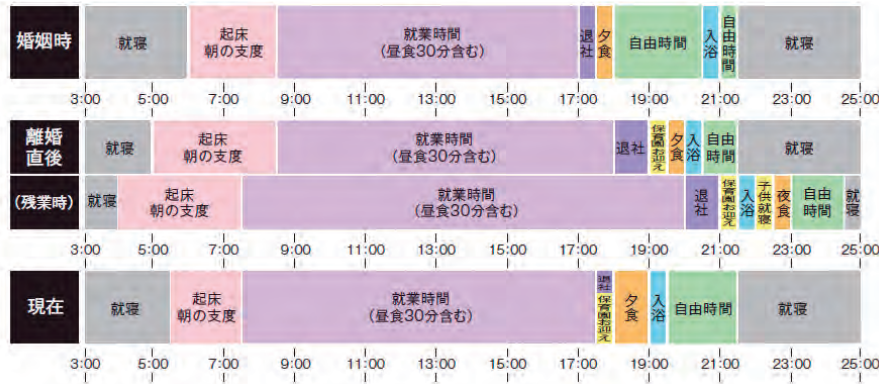 婚姻時
就寝
起床
朝の支度
就業時間
(昼食30分含む)
退社
夕食
自由時間
入浴
自由時間
就寝
3:00 5:00 7:00 9:00 11:00 13:00 15:00 17:00 19:00 21:00 23:00 25:00
離婚
直後
就寝
起床
朝の支度
就業時間
(昼食30分含む)
退社
保育園お迎え
夕食
入浴
自由
時間
就寝
(残業時)
就寝
起床
朝の支度
就業時間
(昼食30分含む)
退社
保育園お迎え
入浴
子供就寝
夜食
自由
時間
就寝
3:00 5:00 7:00 9:00 11:00 13:00 15:00 17:00 19:00 21:00 23:00 25:00
現在
就寝
起床
朝の支度
就業時間
(昼食30分含む)
退社
保育園お迎え
夕食
入浴
自由時間
就寝
3:00 5:00 7:00 9:00 11:00 13:00 15:00 17:00 19:00 21:00 23:00 25:00